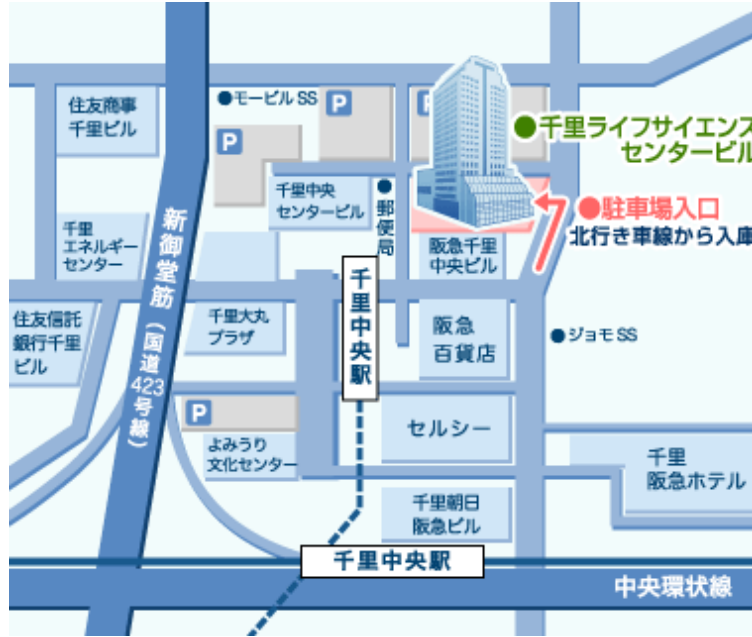 住友商事
千里ビル
●モービルSS
P
P
P
●千里ライフサイエンス
センタービル
千里中央
センタービル
●郵便局
●駐車場入口
北行き車線から入庫
千里
エネルギー
センター
新御堂筋(国道423号線)
阪急千里
中央ビル
千里中央駅
住友信託
銀行千里
ビル
千里大丸
プラザ
阪急
百貨店
●ジョモSS
P
よみうり
文化センター
セルシー
千里
阪急ホテル
千里朝日
阪急ビル
千里中央駅
中央環状線